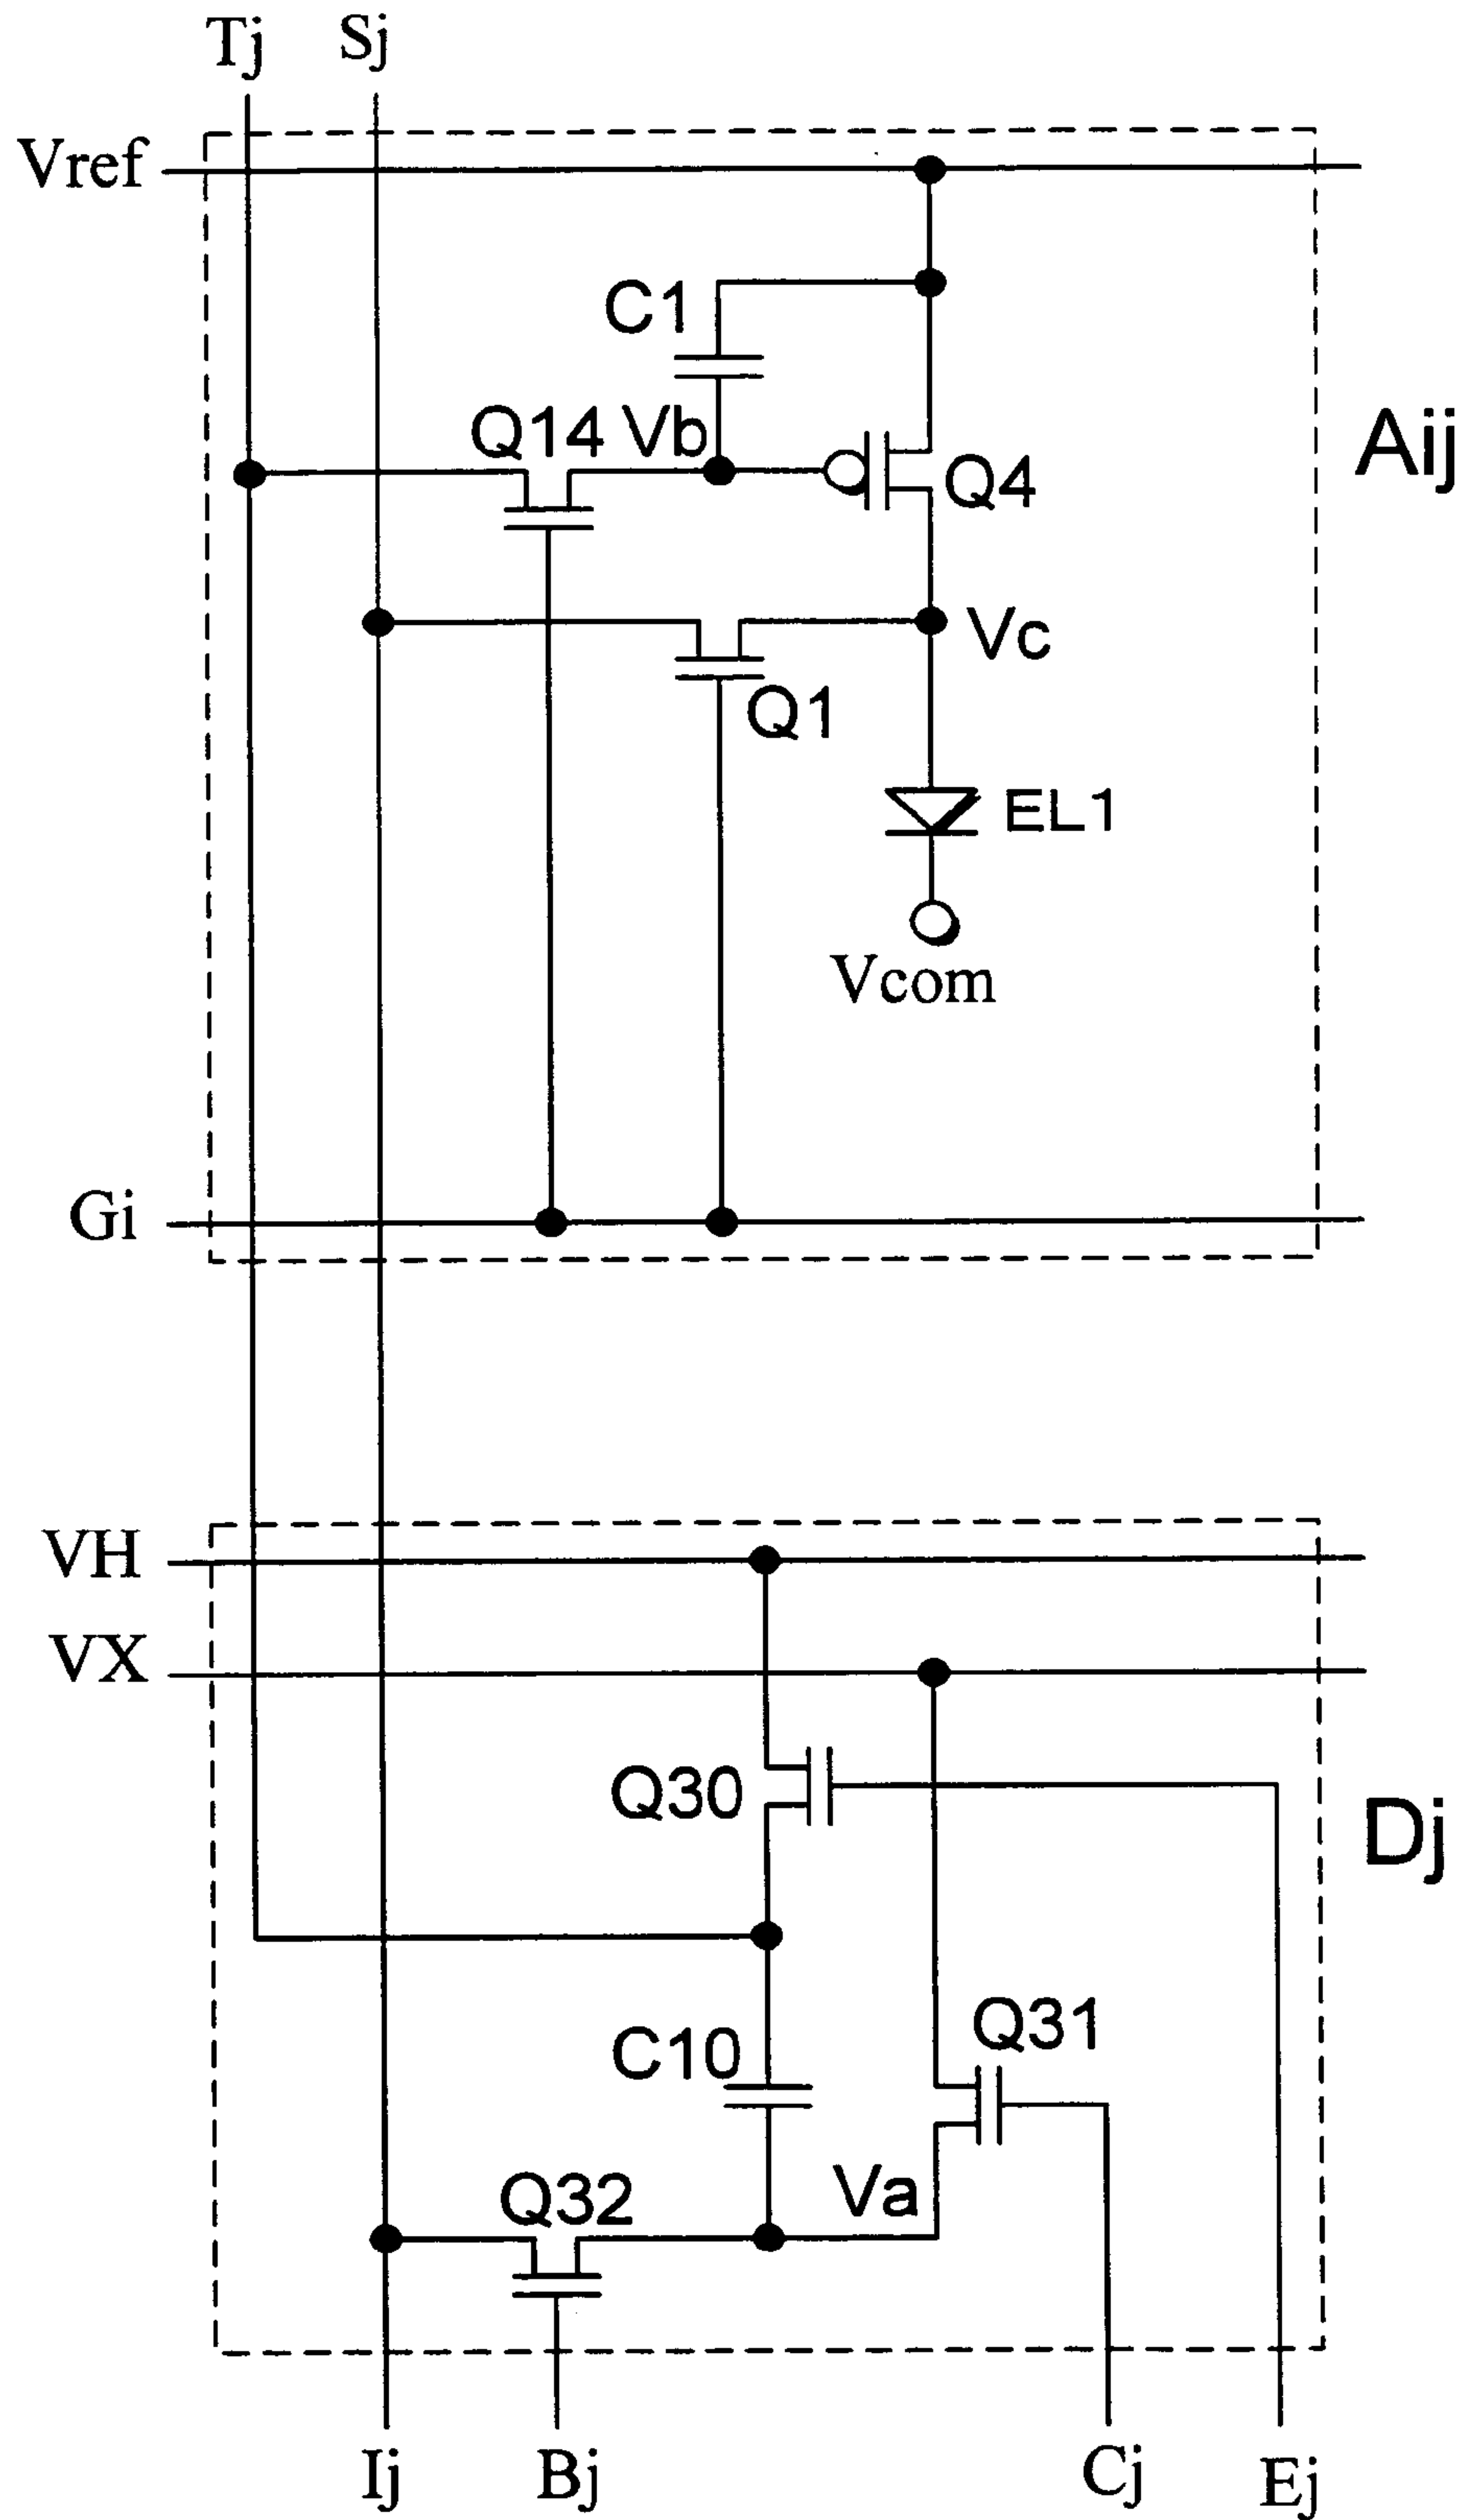 Tj Sj
Vref
C1
Q14 Vb
Q4
Aij
Vc
Q1
EL1
Vcom
Gi
VH
VX
Q30
Dj
Q31
C10
Va
Q32
Ij Bj Cj Ej